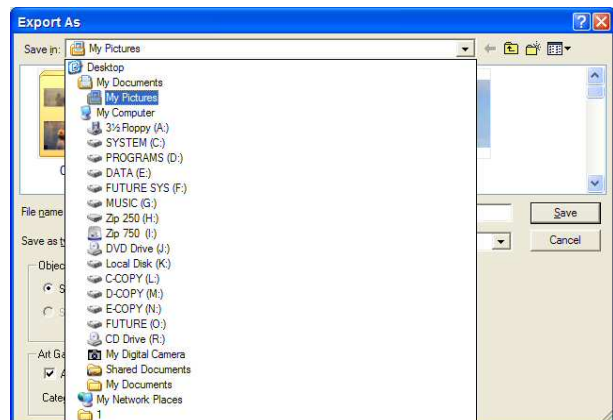 Export As
Save in: My Pictures
Desktop
My Documents
My Pictures
My Computer
3½ Floppy (A:)
SYSTEM (C:)
PROGRAMS (D:)
DATA (E:)
FUTURE SYS (F:)
MUSIC (G:)
Zip 250 (H:)
Zip 750 (I:)
DVD Drive (J:)
Local Disk (K:)
C-COPY (L:)
D-COPY (M:)
E-COPY (N:)
FUTURE (O:)
CD Drive (R:)
My Digital Camera
Shared Documents
My Documents
My Network Places
1
File name
Save
Save as t
Cancel
Objec
S
S
Art Ga
A
Cate